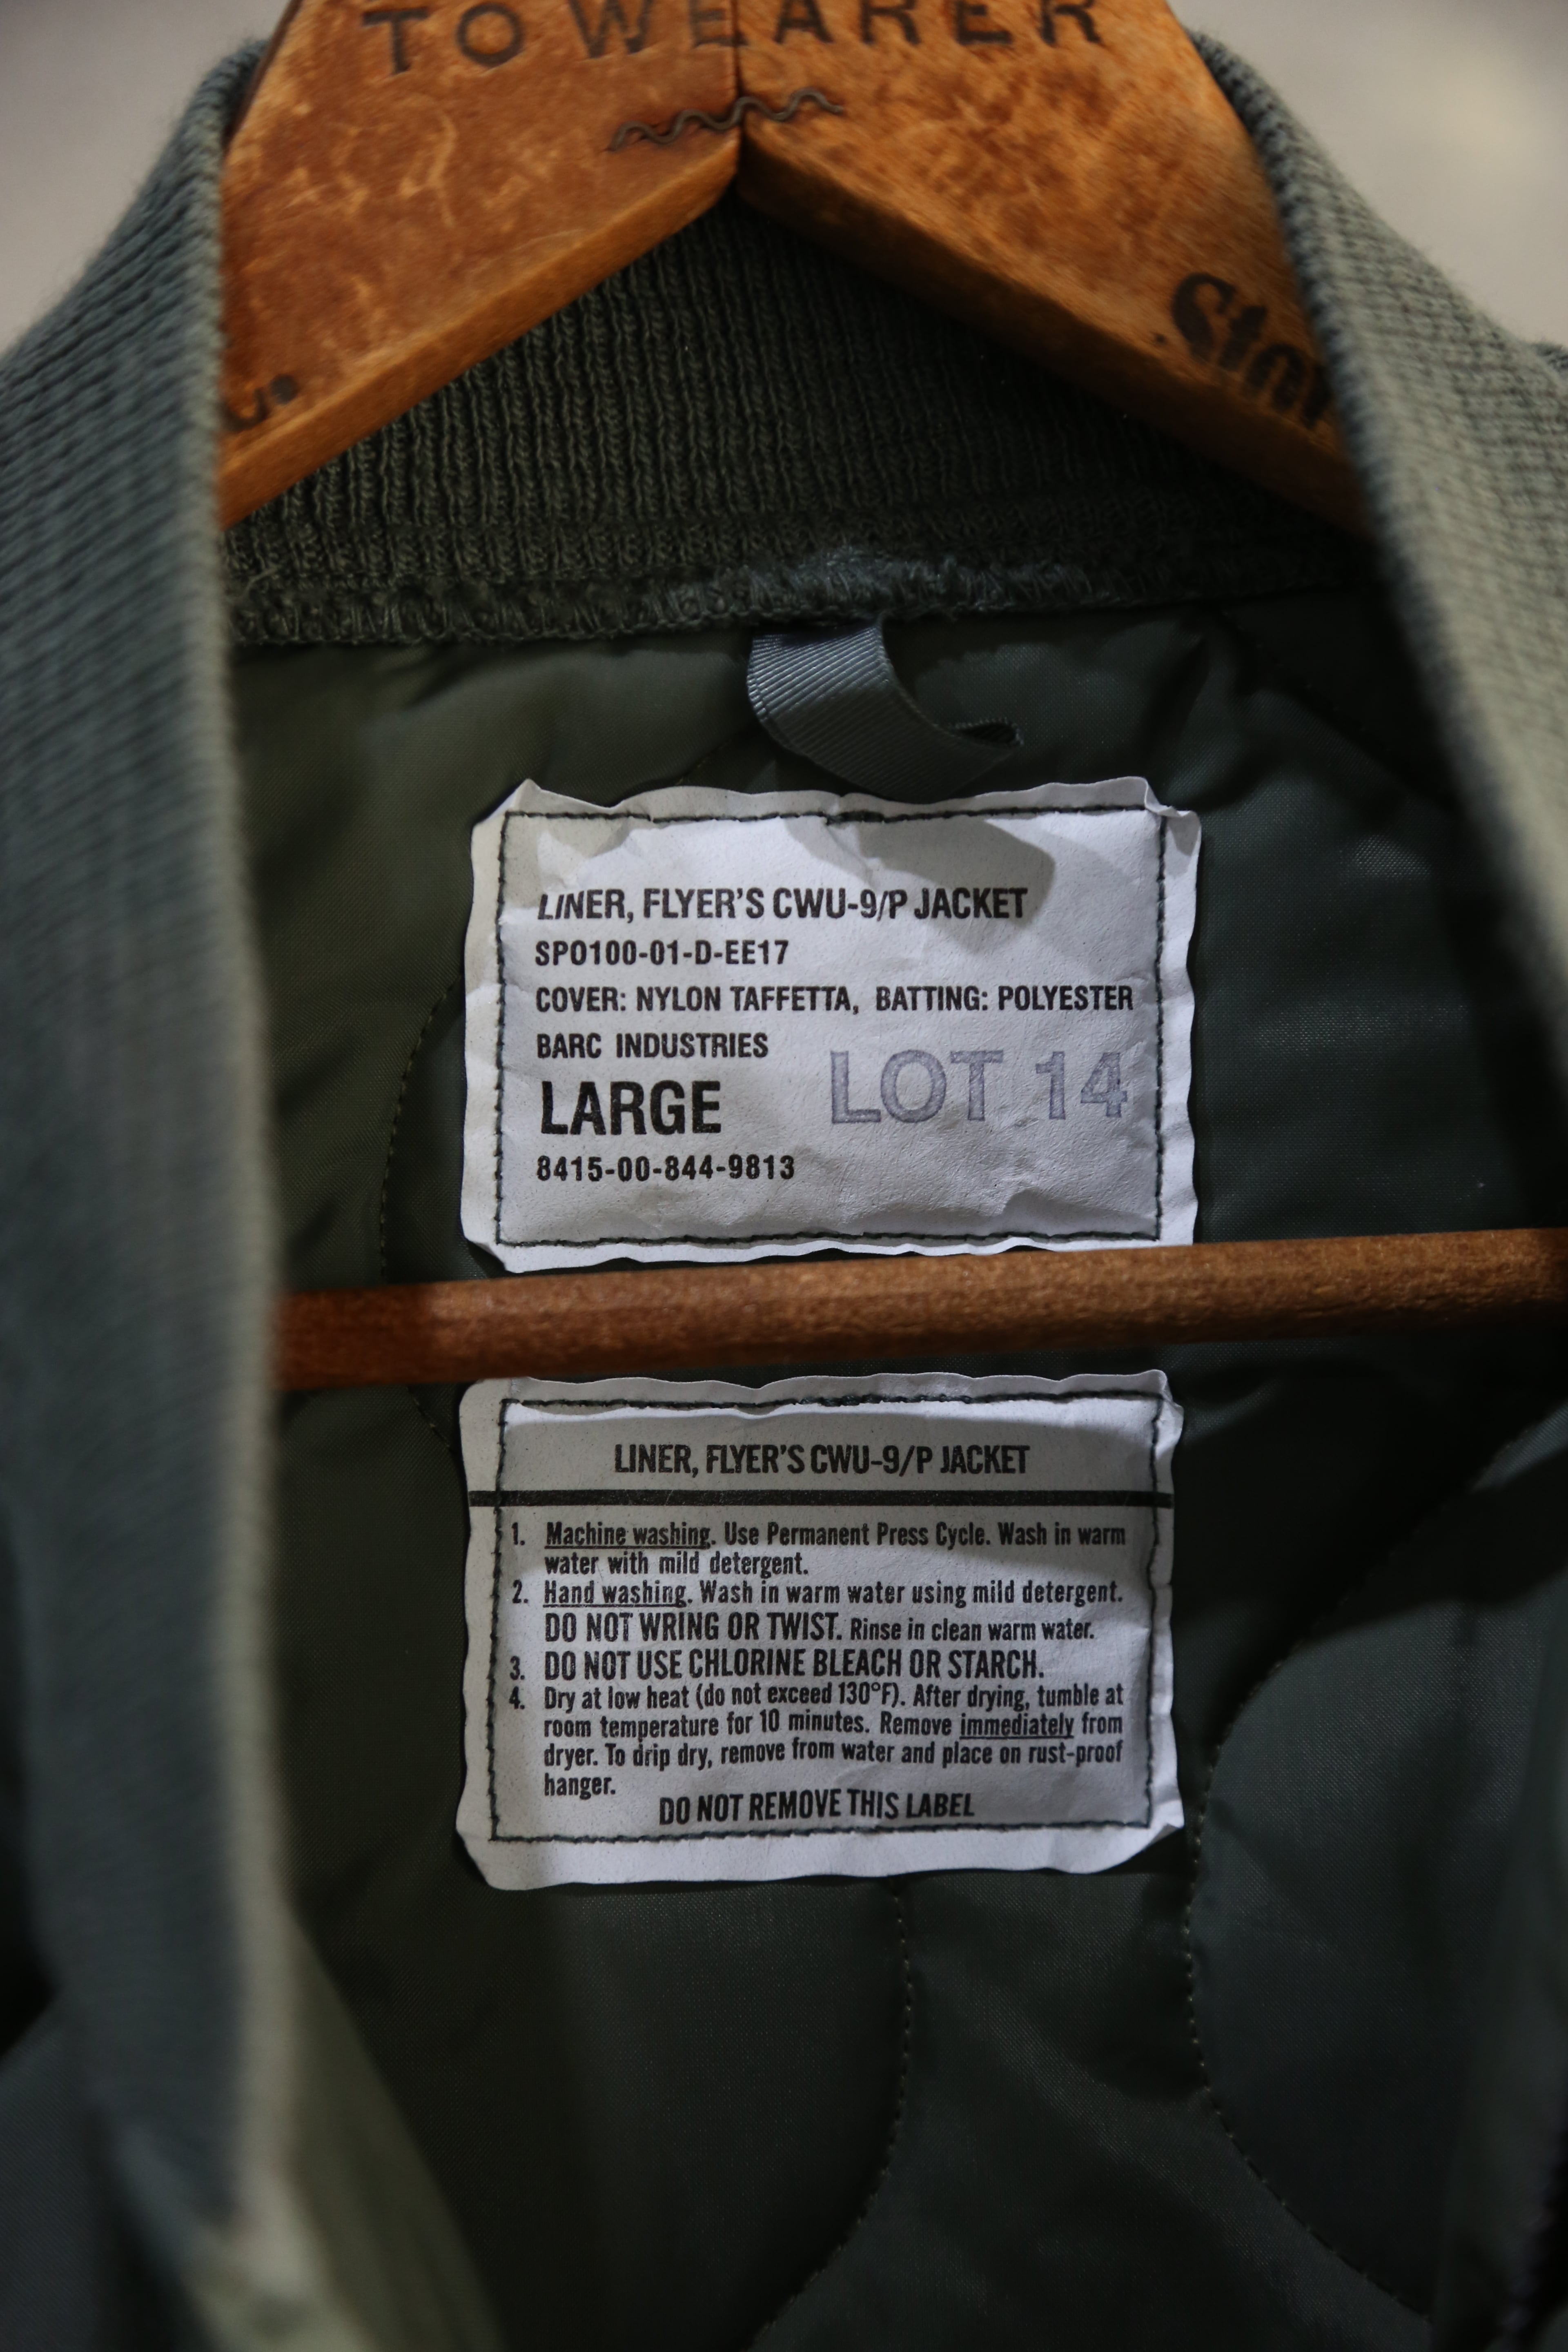 TO WEARER
LINER, FLYER'S CWU-9/P JACKET
SPO100-01-D-EE17
COVER: NYLON TAFFETTA, BATTING: POLYESTER
BARC INDUSTRIES
LOT 14
LARGE
8415-00-844-9813
LINER, FLYER'S CWU-9/P JACKET
1. Machine washing. Use Permanent Press Cycle. Wash in warm
water with mild detergent.
2. Hand washing. Wash in warm water using mild detergent.
DO NOT WRING OR TWIST. Rinse in clean warm water.
3. DO NOT USE CHLORINE BLEACH OR STARCH.
4. Dry at low heat (do not exceed 130°F). After drying, tumble at
room temperature for 10 minutes. Remove immediately from
dryer. To drip dry, remove from water and place on rust-proof
hanger.
DO NOT REMOVE THIS LABEL